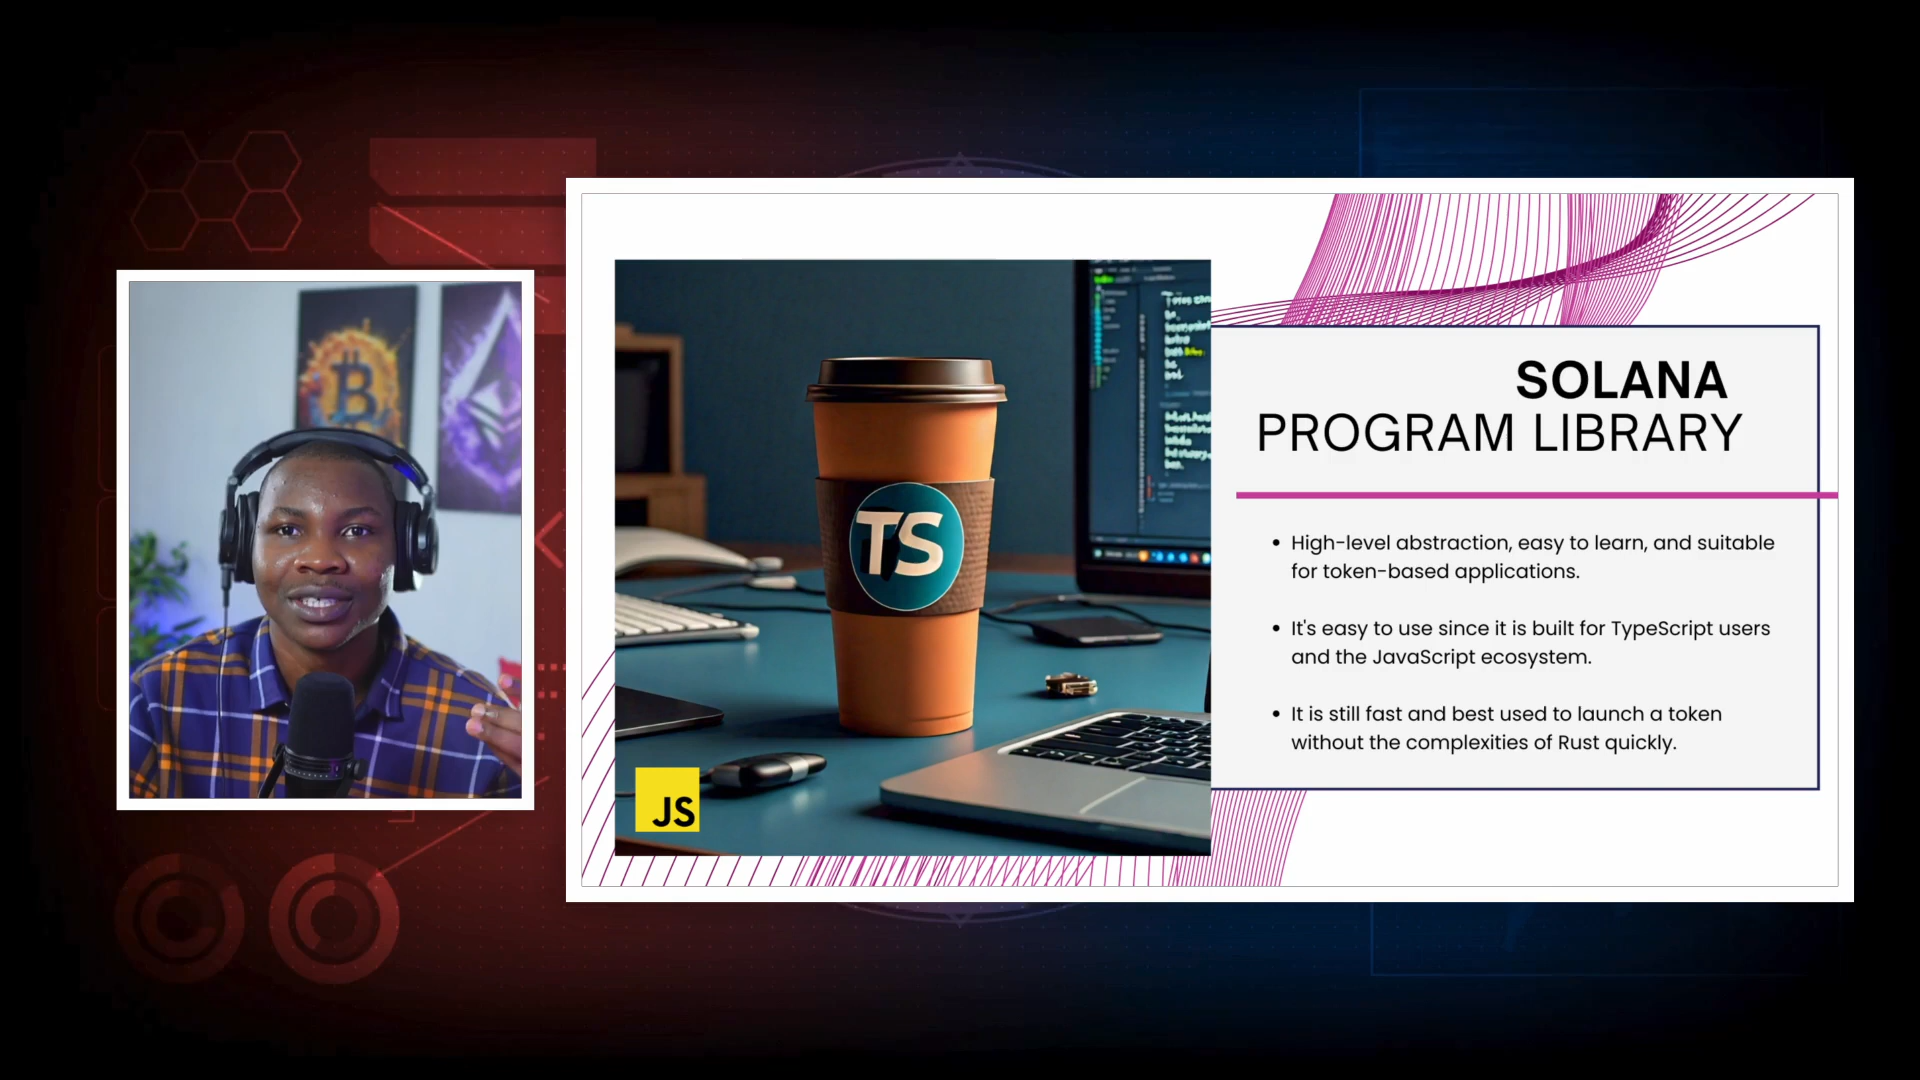 SOLANA
PROGRAM LIBRARY
TS
JS
• High-level abstraction, easy to learn, and suitable
for token-based applications.
• It's easy to use since it is built for TypeScript users
and the JavaScript ecosystem.
• It is still fast and best used to launch a token
without the complexities of Rust quickly.